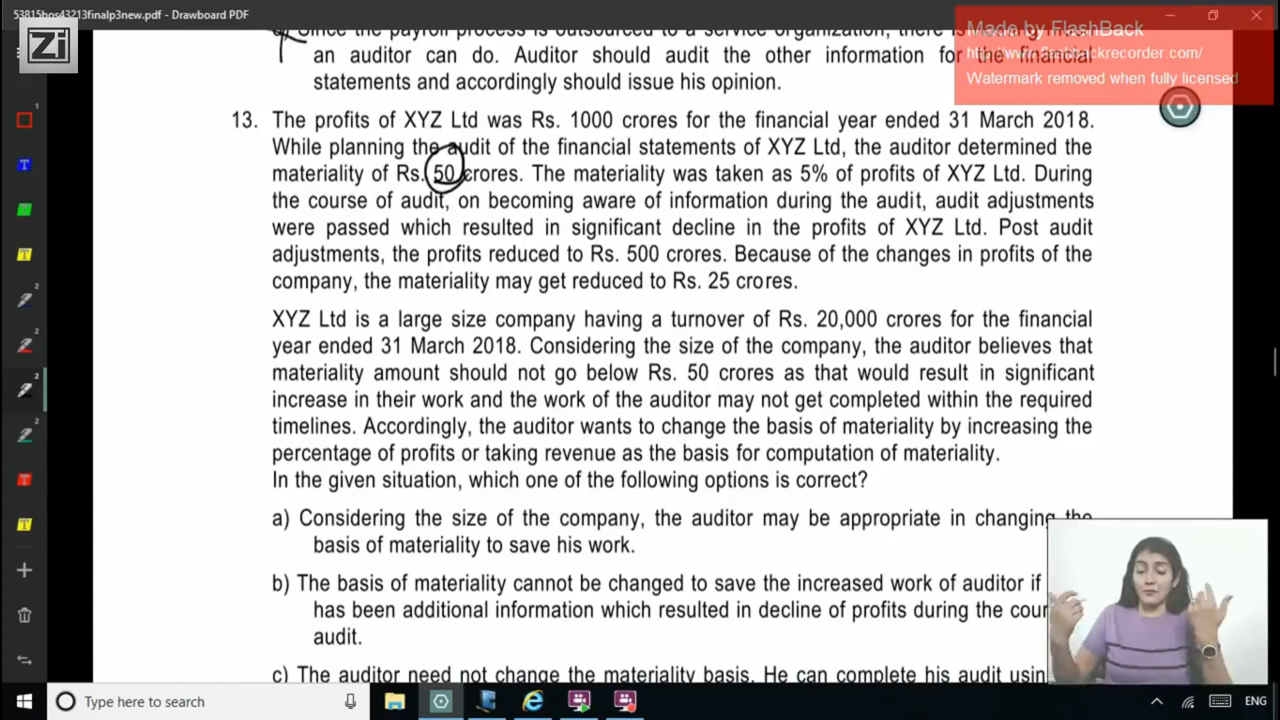 53815bos43213finalp3new.pdf - Drawboard PDF
Zi
Made by FlashBack
http://www.flashbackrecorder.com/
Watermark removed when fully licensed
Since the payroll process is outsourced to a service organization, there is
an auditor can do. Auditor should audit the other information for the financial
statements and accordingly should issue his opinion.
13. The profits of XYZ Ltd was Rs. 1000 crores for the financial year ended 31 March 2018.
While planning the audit of the financial statements of XYZ Ltd, the auditor determined the
materiality of Rs. 50 crores. The materiality was taken as 5% of profits of XYZ Ltd. During
the course of audit, on becoming aware of information during the audit, audit adjustments
were passed which resulted in significant decline in the profits of XYZ Ltd. Post audit
adjustments, the profits reduced to Rs. 500 crores. Because of the changes in profits of the
company, the materiality may get reduced to Rs. 25 crores.
XYZ Ltd is a large size company having a turnover of Rs. 20,000 crores for the financial
year ended 31 March 2018. Considering the size of the company, the auditor believes that
materiality amount should not go below Rs. 50 crores as that would result in significant
increase in their work and the work of the auditor may not get completed within the required
timelines. Accordingly, the auditor wants to change the basis of materiality by increasing the
percentage of profits or taking revenue as the basis for computation of materiality.
In the given situation, which one of the following options is correct?
a) Considering the size of the company, the auditor may be appropriate in changing the
basis of materiality to save his work.
b) The basis of materiality cannot be changed to save the increased work of auditor if
has been additional information which resulted in decline of profits during the cour
audit.
c) The auditor need not change the materiality basis. He can complete his audit usin
Type here to search
ENG